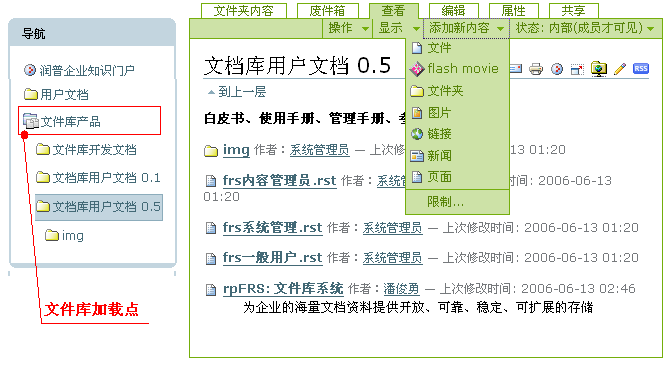 文件夹内容 废件箱 查看 编辑 属性 共享
操作 显示 添加新内容 状态: 内部(成员才可见)
导航
润普企业知识门户
用户文档
文件库产品
文件库开发文档
文档库用户文档 0.1
文档库用户文档 0.5
img
文件库加载点
文档库用户文档 0.5
RSS
到上一层
白皮书、使用手册、管理手册、
文件
flash movie
文件夹
图片
链接
新闻
页面
限制...
img 作者：系统管理员 — 上次修改 01:20
frs内容管理员.rst 作者：系统管理员 2006-06-13
01:20
frs系统管理.rst 作者：系统管理员 — 上次修改时间：2006-06-13 01:20
frs一般用户.rst 作者：系统管理员 — 上次修改时间：2006-06-13 01:20
rpFRS: 文件库系统 作者：潘俊勇 — 上次修改时间：2006-06-13 02:46
为企业的海量文档资料提供开放、可靠、稳定、可扩展的存储